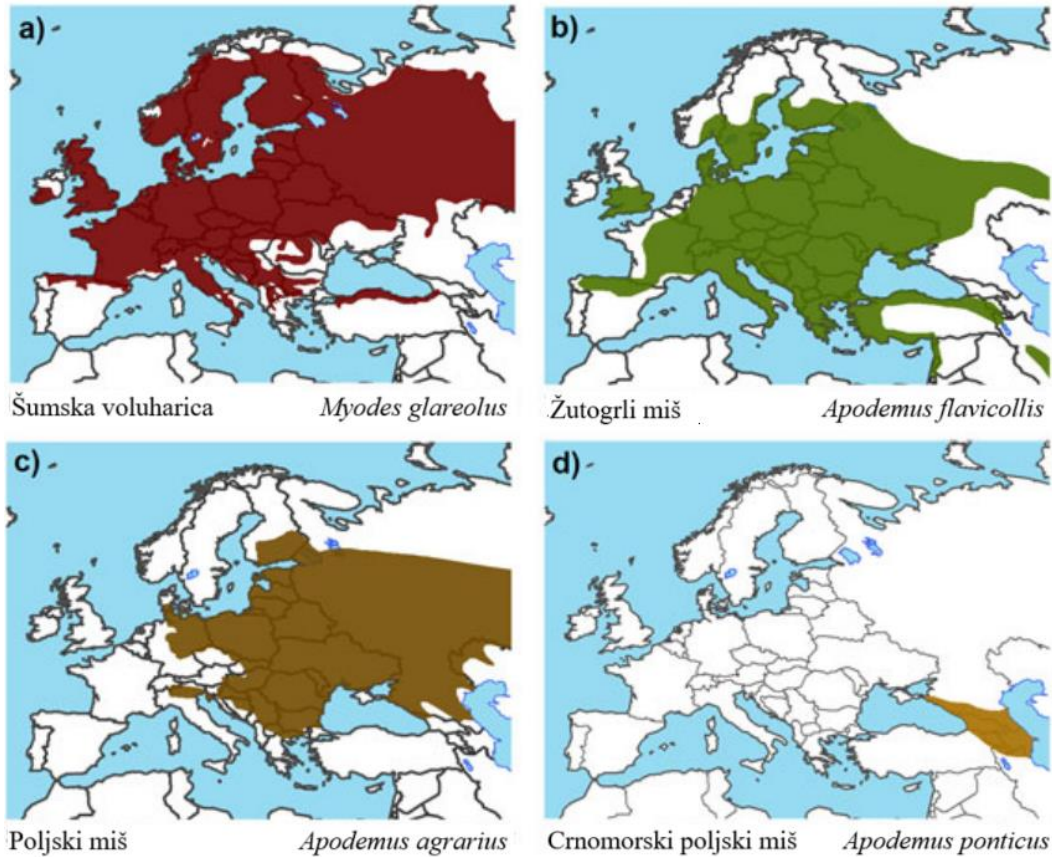 a)
b)
Šumska voluharica Myodes glareolus
Žutogrli miš Apodemus flavicollis
c)
d)
Poljski miš Apodemus agrarius
Crnomorski poljski miš Apodemus ponticus